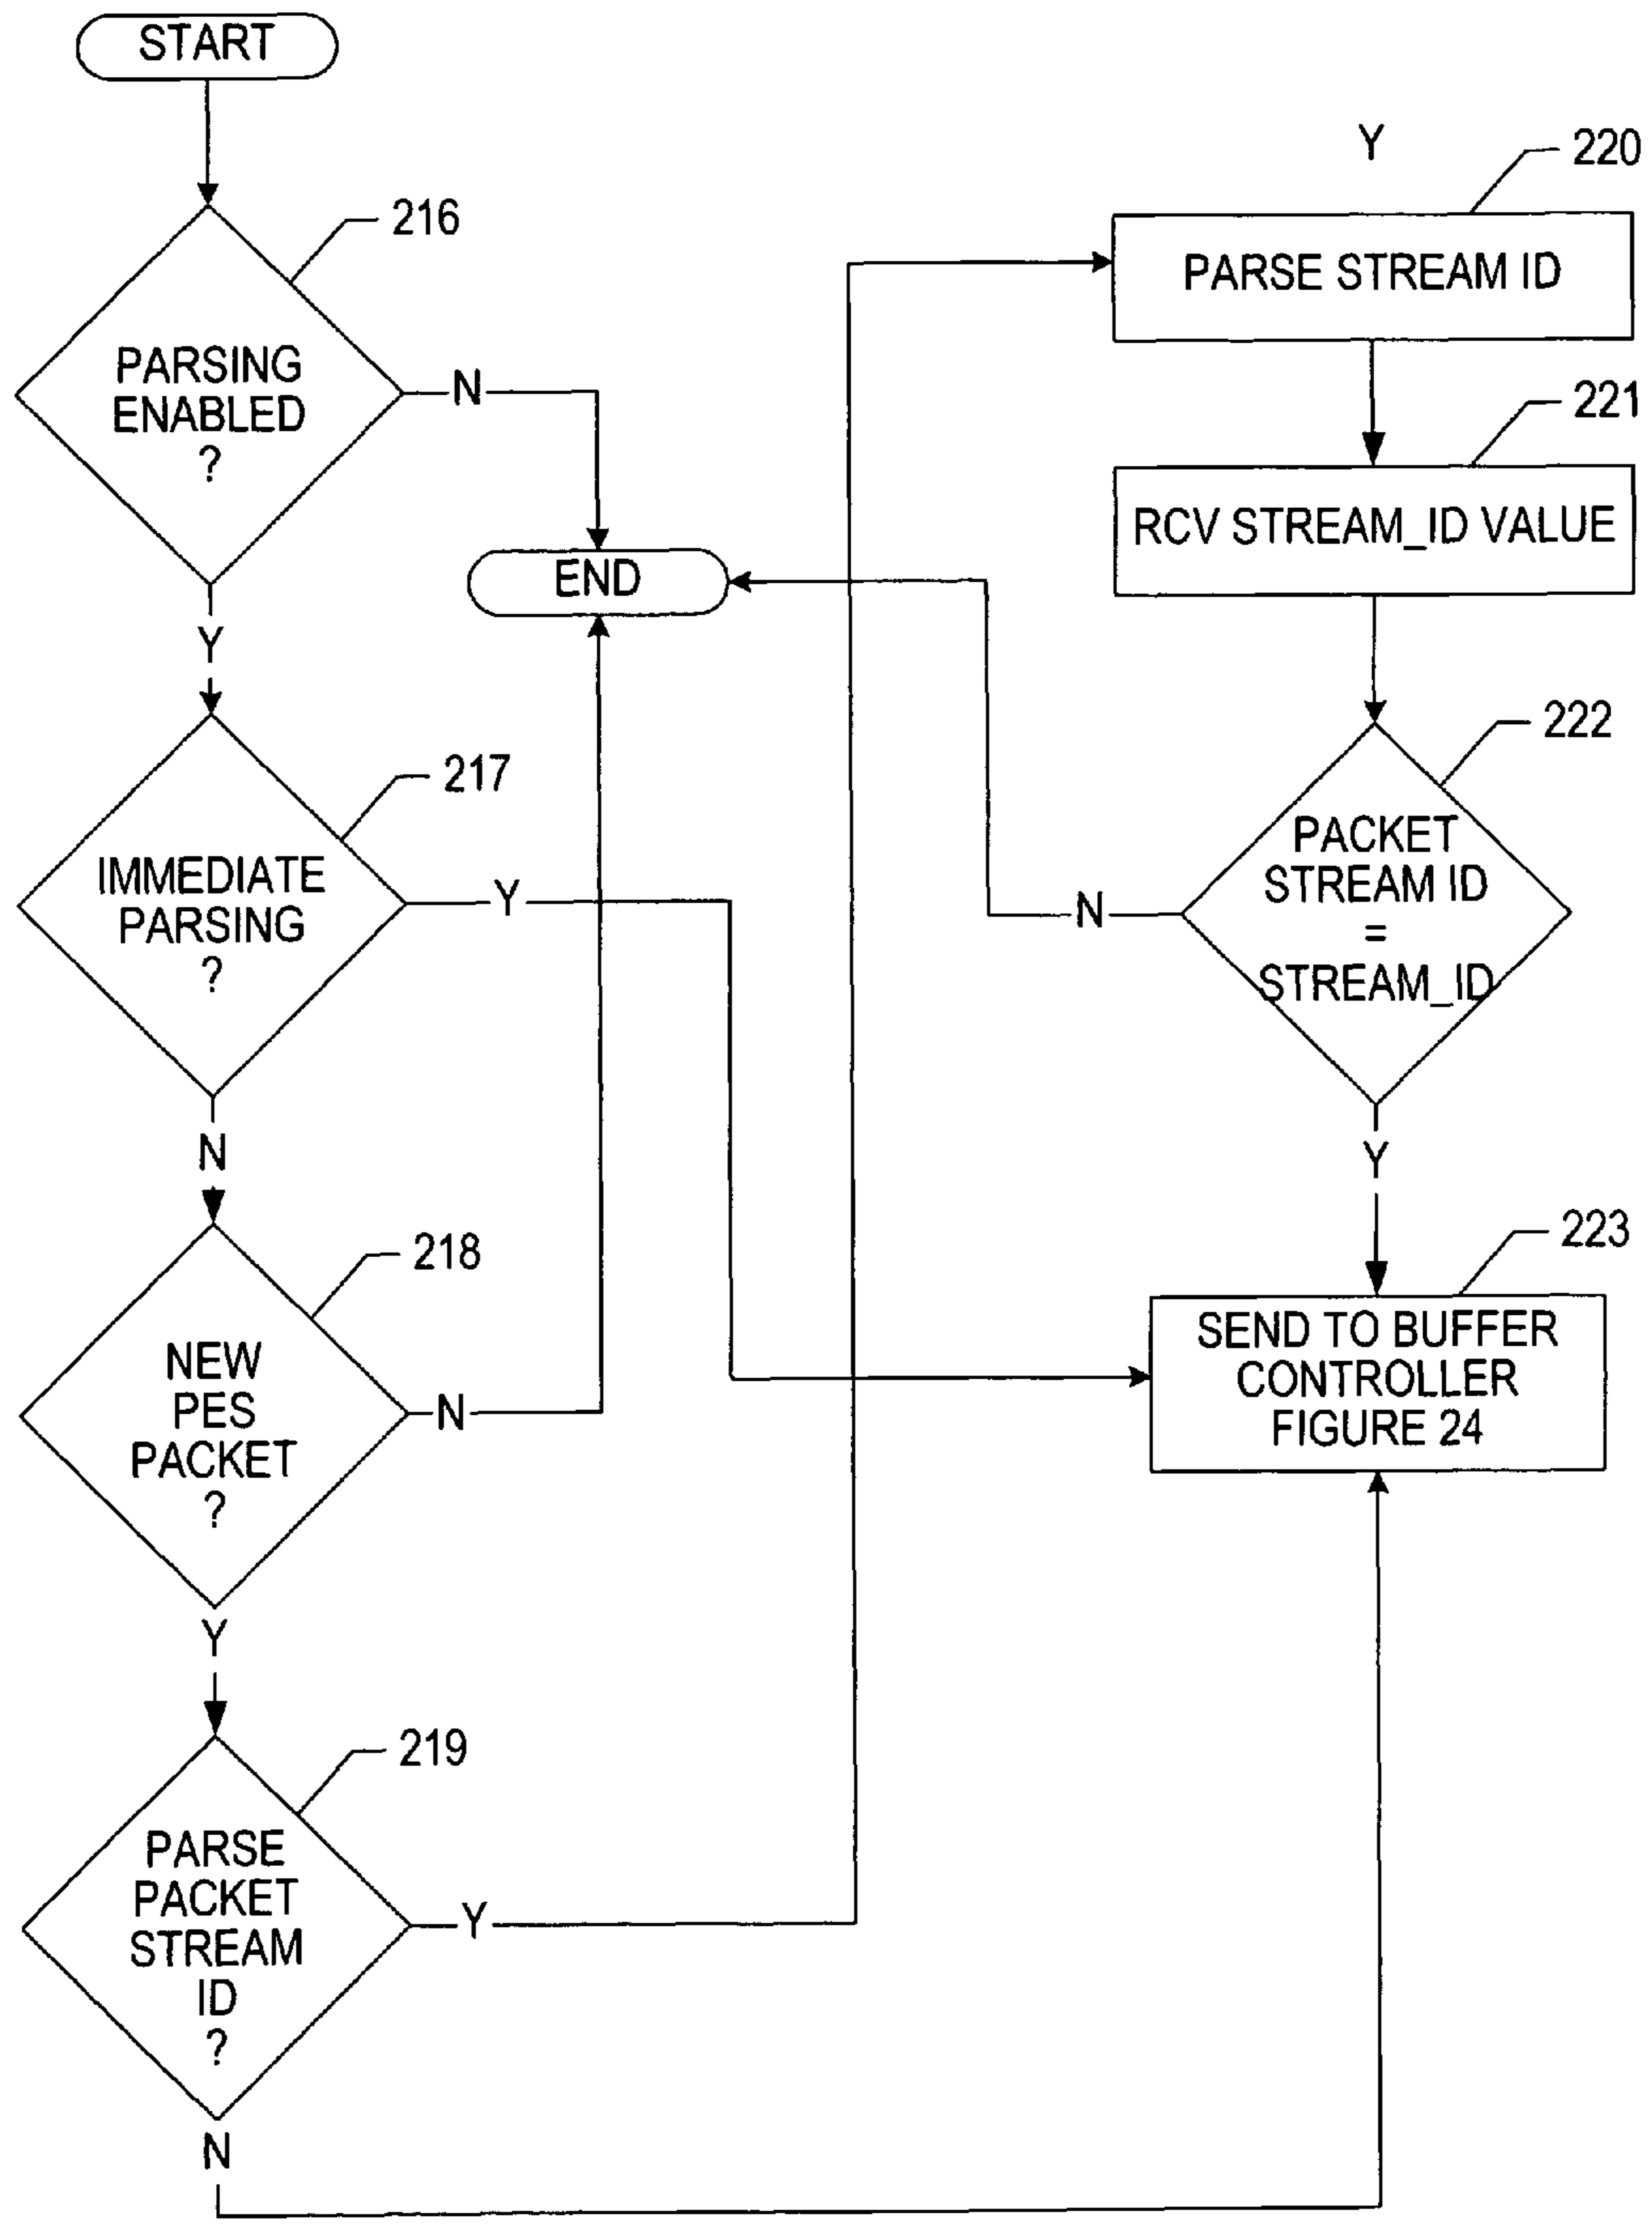 START
216
PARSING
ENABLED
?
N
Y
END
217
IMMEDIATE
PARSING
?
Y
N
218
NEW
PES
PACKET
?
N
Y
219
PARSE
PACKET
STREAM
ID
?
Y
N
Y
220
PARSE STREAM ID
221
RCV STREAM_ID VALUE
222
PACKET
STREAM ID
=
STREAM_ID
N
Y
223
SEND TO BUFFER
CONTROLLER
FIGURE 24